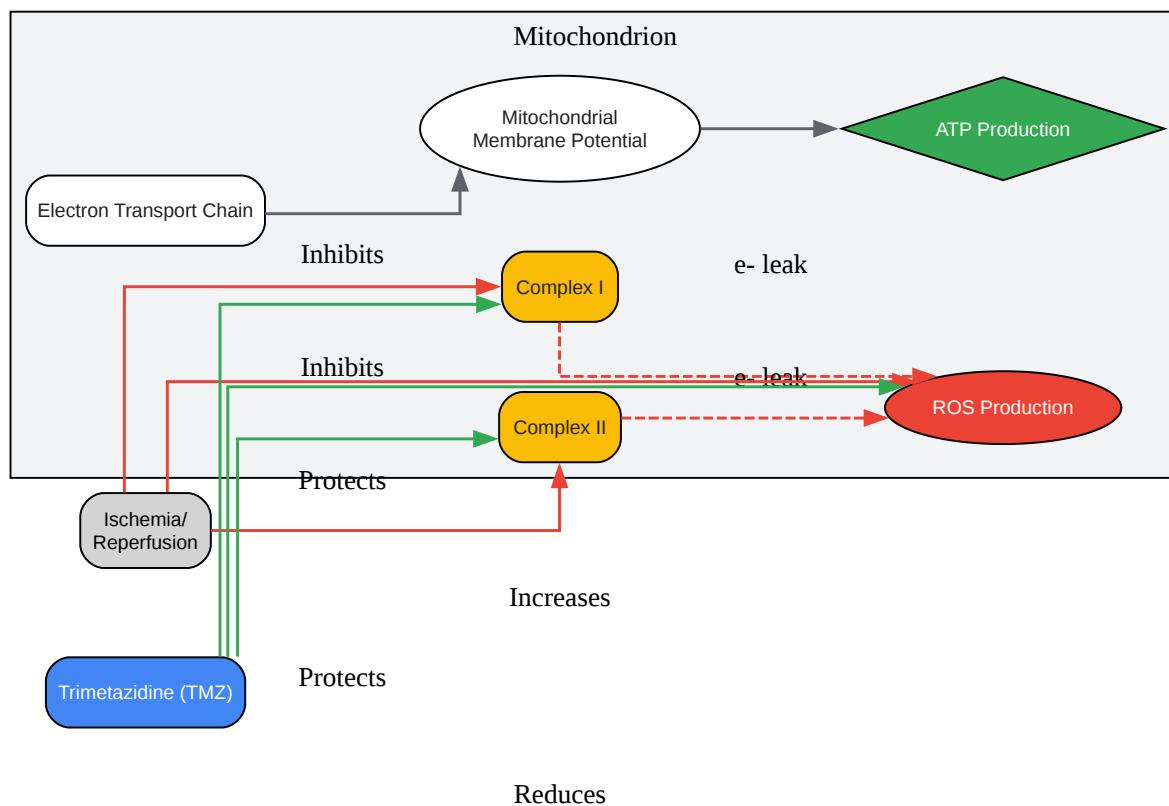 Mitochondrion
Mitochondrial
Membrane Potential
ATP Production
Electron Transport Chain
Inhibits
e- leak
Complex I
Inhibits
e- leak
ROS Production
Complex II
Protects
Ischemia/
Reperfusion
Increases
Trimetazidine (TMZ)
Protects
Reduces